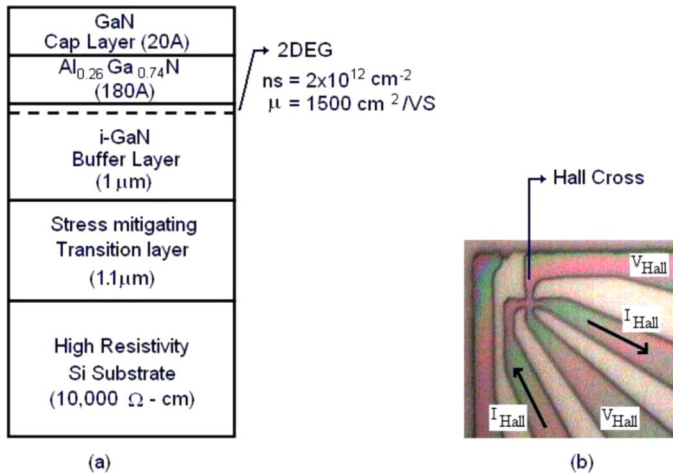 GaN
Cap Layer (20A)
Al0.26 Ga 0.74N
(180A)
i-GaN
Buffer Layer
(1 μm)
Stress mitigating
Transition layer
(1.1μm)
High Resistivity
Si Substrate
(10,000 Ω - cm)
(a)
2DEG
ns = 2x10^12 cm^-2
μ = 1500 cm ^2 /VS
Hall Cross
VHall
I Hall
I Hall
VHall
(b)